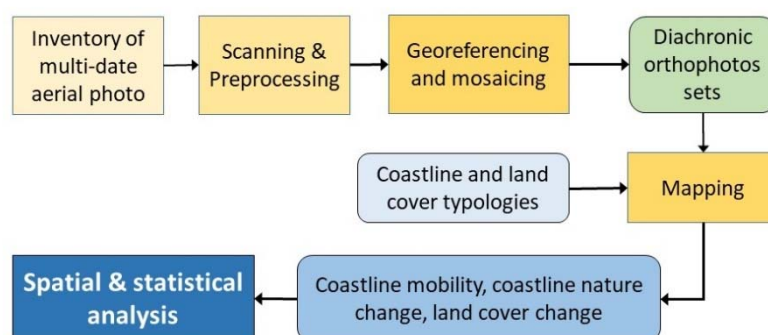 Inventory of
multi-date
aerial photo
Scanning &
Preprocessing
Georeferencing
and mosaicing
Diachronic
orthophotos
sets
Coastline and land
cover typologies
Mapping
Spatial & statistical
analysis
Coastline mobility, coastline nature
change, land cover change